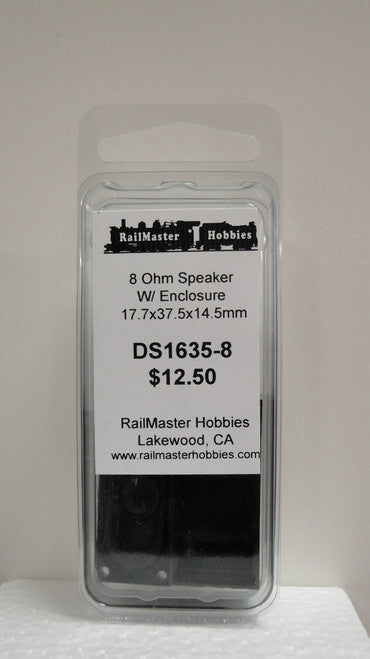 RailMaster Hobbies
8 Ohm Speaker
W/ Enclosure
17.7x37.5x14.5mm
DS1635-8
$12.50
RailMaster Hobbies
Lakewood, CA
www.railmasterhobbies.com